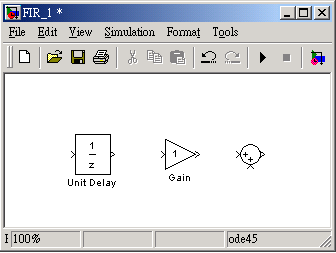 FIR_1 *
File Edit View Simulation Format Tools
1
z
Unit Delay
1
Gain
+
+
100%
ode45